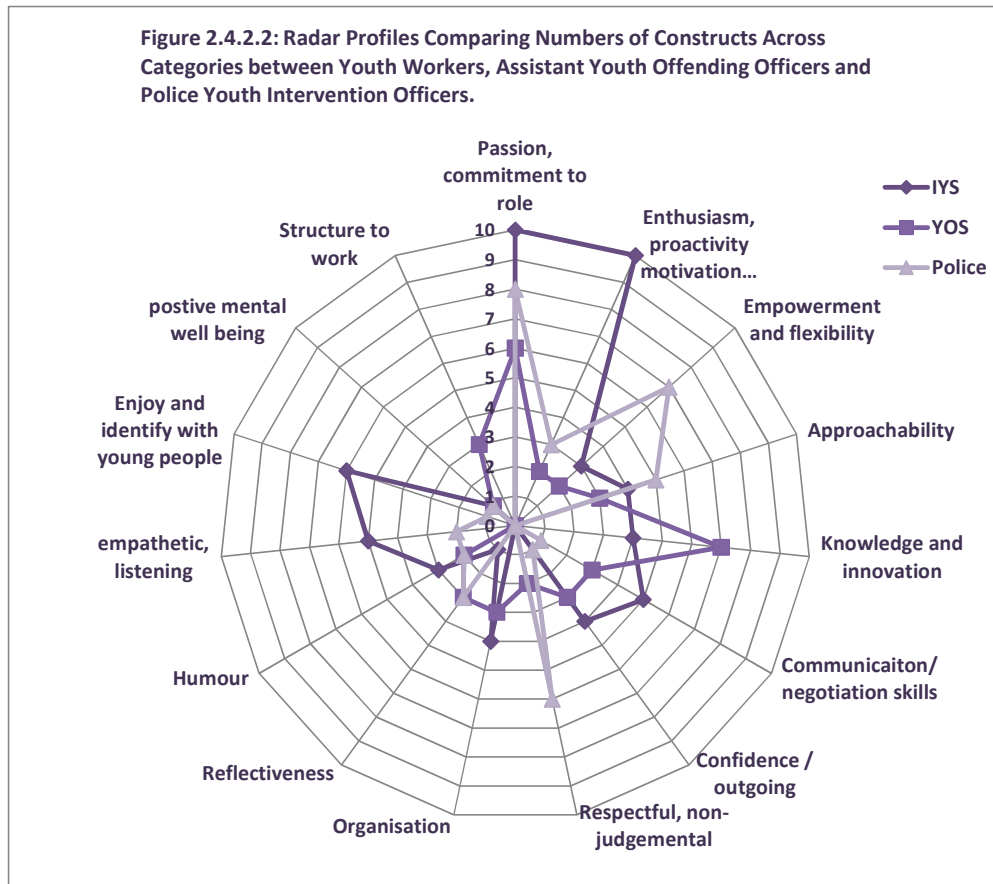 Figure 2.4.2.2: Radar Profiles Comparing Numbers of Constructs Across
Categories between Youth Workers, Assistant Youth Offending Officers and
Police Youth Intervention Officers.
Passion,
commitment to
role
Enthusiasm,
proactivity
motivation…
Empowerment
and flexibility
Approachability
Knowledge and
innovation
Communicaiton/
negotiation skills
Confidence /
outgoing
Respectful, non-
judgemental
Organisation
Reflectiveness
Humour
empathetic,
listening
Enjoy and
identify with
young people
postive mental
well being
Structure to
work
10
9
8
7
6
5
4
3
2
1
0
IYS
YOS
Police